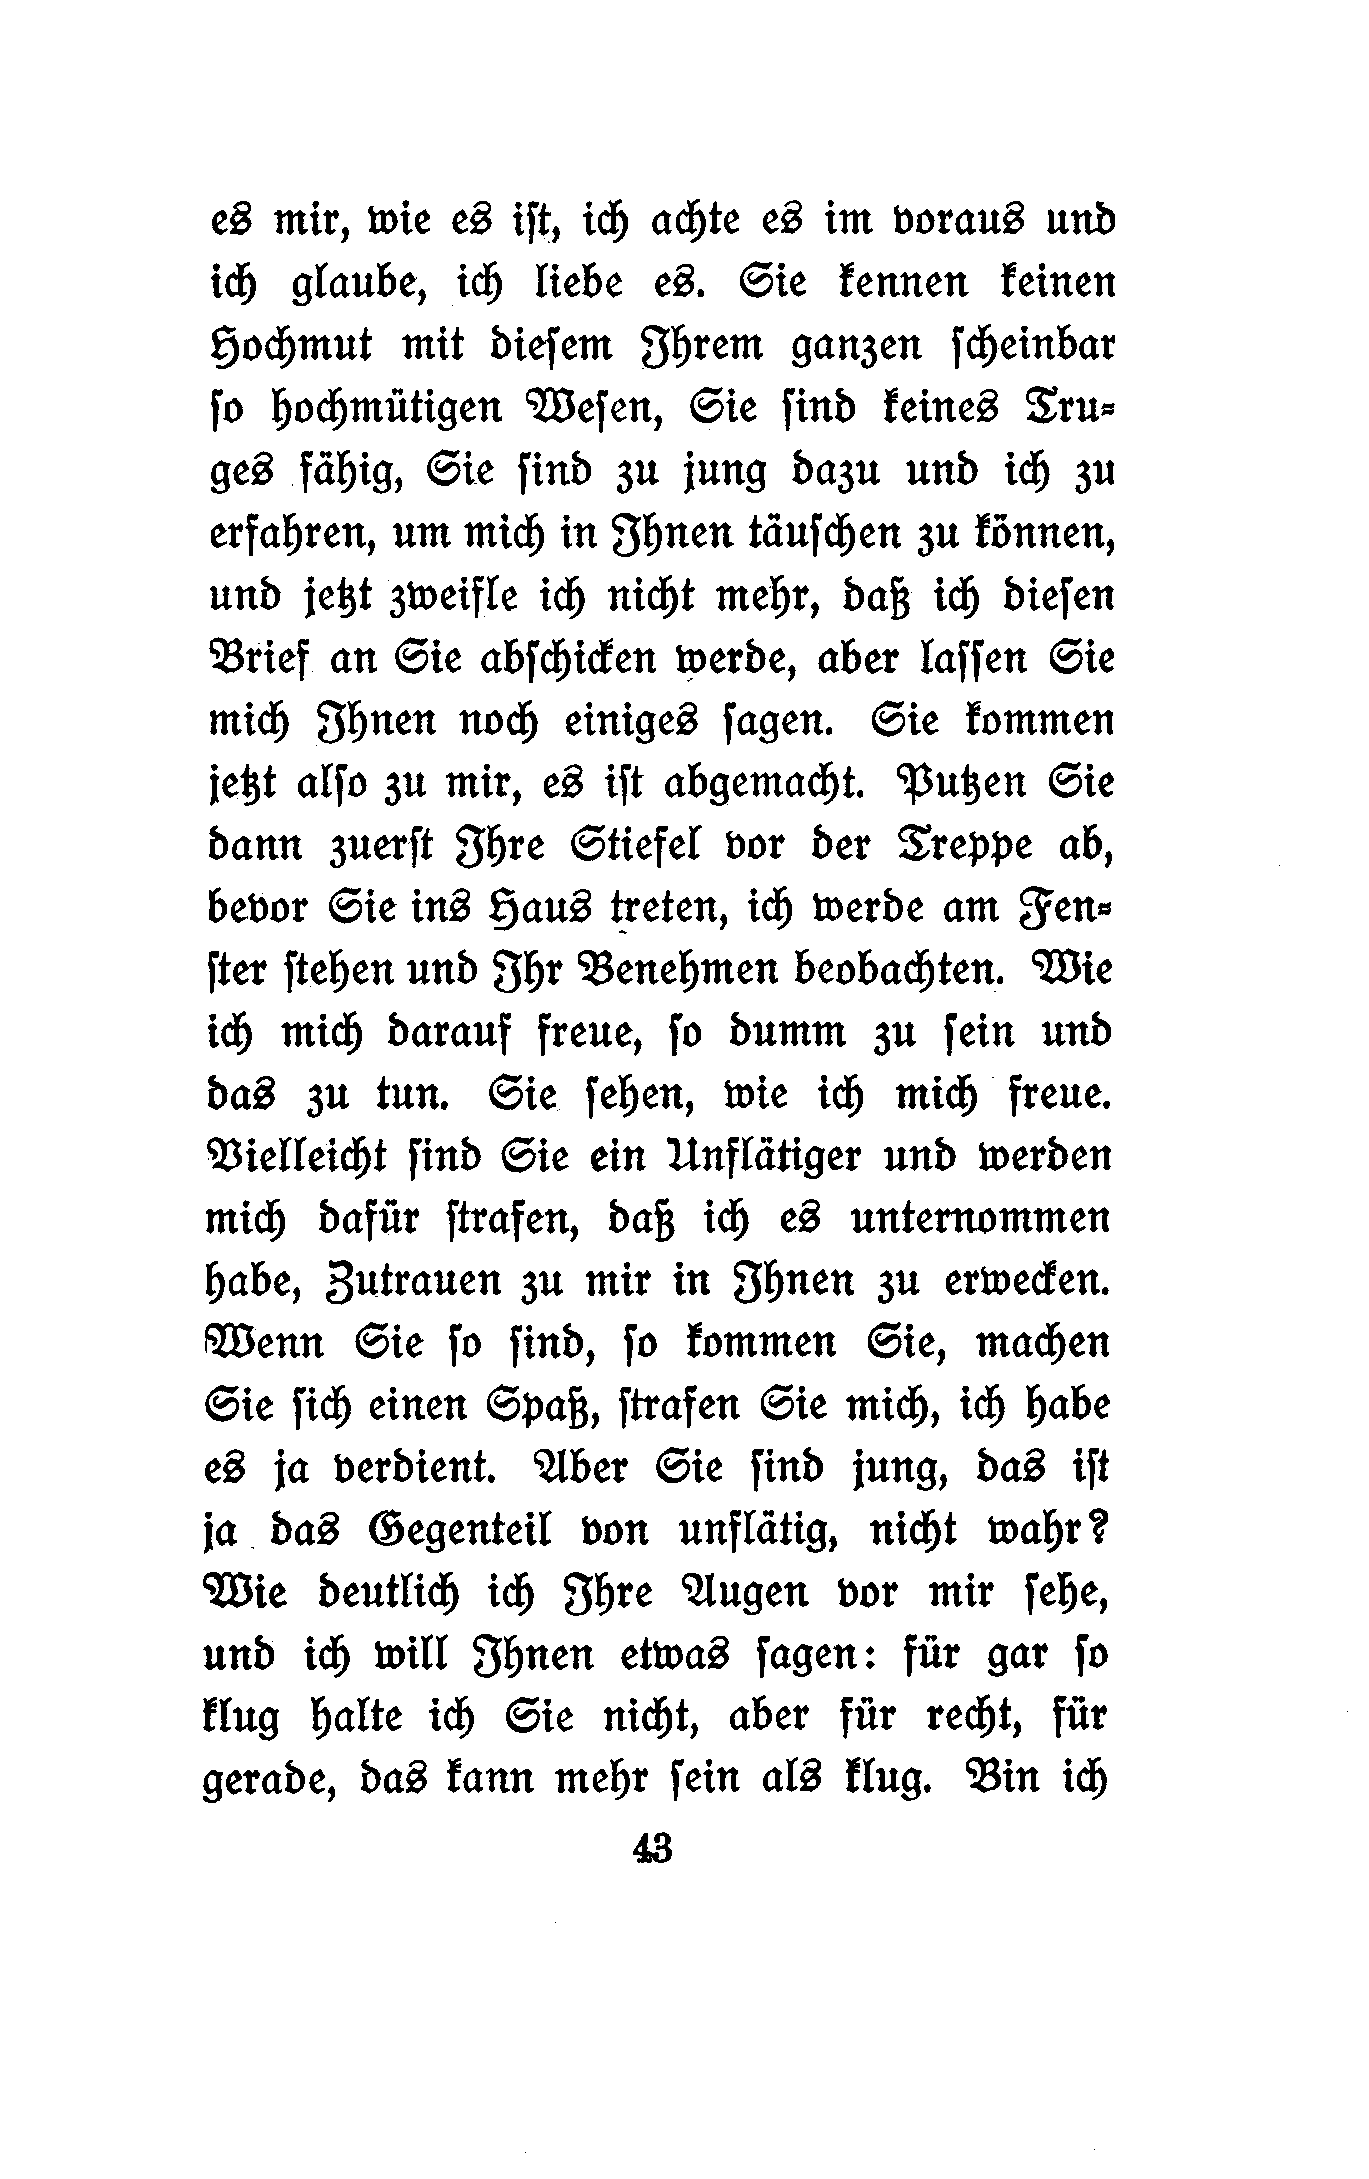 es mir, wie es ist, ich achte es im voraus und
ich glaube, ich liebe es. Sie kennen keinen
Hochmut mit diesem Ihrem ganzen scheinbar
so hochmütigen Wesen, Sie sind keines Tru-
ges fähig, Sie sind zu jung dazu und ich zu
erfahren, um mich in Ihnen täuschen zu können,
und jetzt zweifle ich nicht mehr, daß ich diesen
Brief an Sie abschicken werde, aber lassen Sie
mich Ihnen noch einiges sagen. Sie kommen
jetzt also zu mir, es ist abgemacht. Putzen Sie
dann zuerst Ihre Stiefel vor der Treppe ab,
bevor Sie ins Haus treten, ich werde am Fen-
ster stehen und Ihr Benehmen beobachten. Wie
ich mich darauf freue, so dumm zu sein und
das zu tun. Sie sehen, wie ich mich freue.
Vielleicht sind Sie ein Unflätiger und werden
mich dafür strafen, daß ich es unternommen
habe, Zutrauen zu mir in Ihnen zu erwecken.
Wenn Sie so sind, so kommen Sie, machen
Sie sich einen Spaß, strafen Sie mich, ich habe
es ja verdient. Aber Sie sind jung, das ist
ja das Gegenteil von unflätig, nicht wahr?
Wie deutlich ich Ihre Augen vor mir sehe,
und ich will Ihnen etwas sagen: für gar so
klug halte ich Sie nicht, aber für recht, für
gerade, das kann mehr sein als klug. Bin ich
43